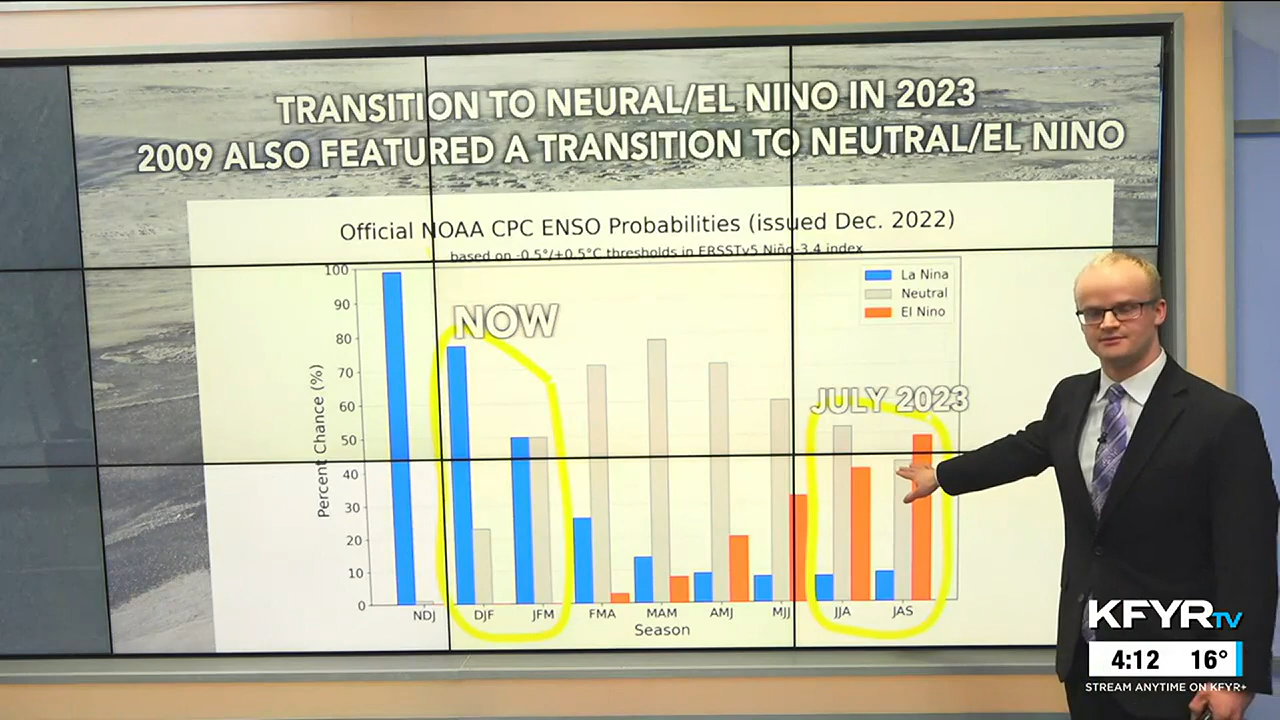 TRANSITION TO NEURAL/EL NINO IN 2023
2009 ALSO FEATURED A TRANSITION TO NEUTRAL/EL NINO
Official NOAA CPC ENSO Probabilities (issued Dec. 2022)
based on -0.5°/+0.5°C thresholds in ERSSTv5 Niño-3.4 index
100
90
80
70
60
50
40
30
20
10
0
Percent Chance (%)
La Nina
Neutral
El Nino
NOW
JULY 2023
NDJ DJF JFM FMA MAM AMJ MJJ JJA JAS
Season
KFYR TV
4:12 16°
STREAM ANYTIME ON KFYR+